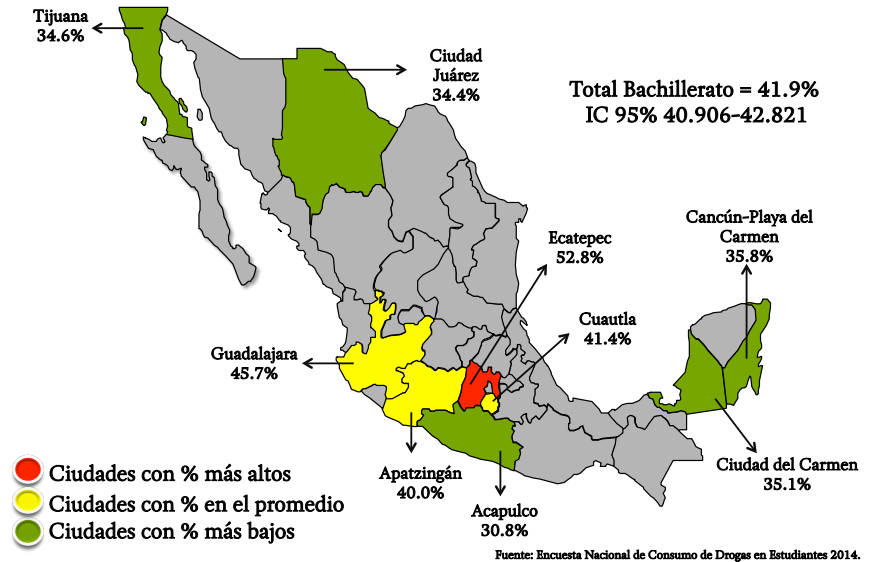 Tijuana
34.6%
Ciudad
Juárez
34.4%
Total Bachillerato = 41.9%
IC 95% 40.906-42.821
Cancún-Playa del
Carmen
35.8%
Ecatepec
52.8%
Cuautla
41.4%
Guadalajara
45.7%
Ciudad del Carmen
35.1%
Apatzingán
40.0%
Acapulco
30.8%
Ciudades con % más altos
Ciudades con % en el promedio
Ciudades con % más bajos
Fuente: Encuesta Nacional de Consumo de Drogas en Estudiantes 2014.